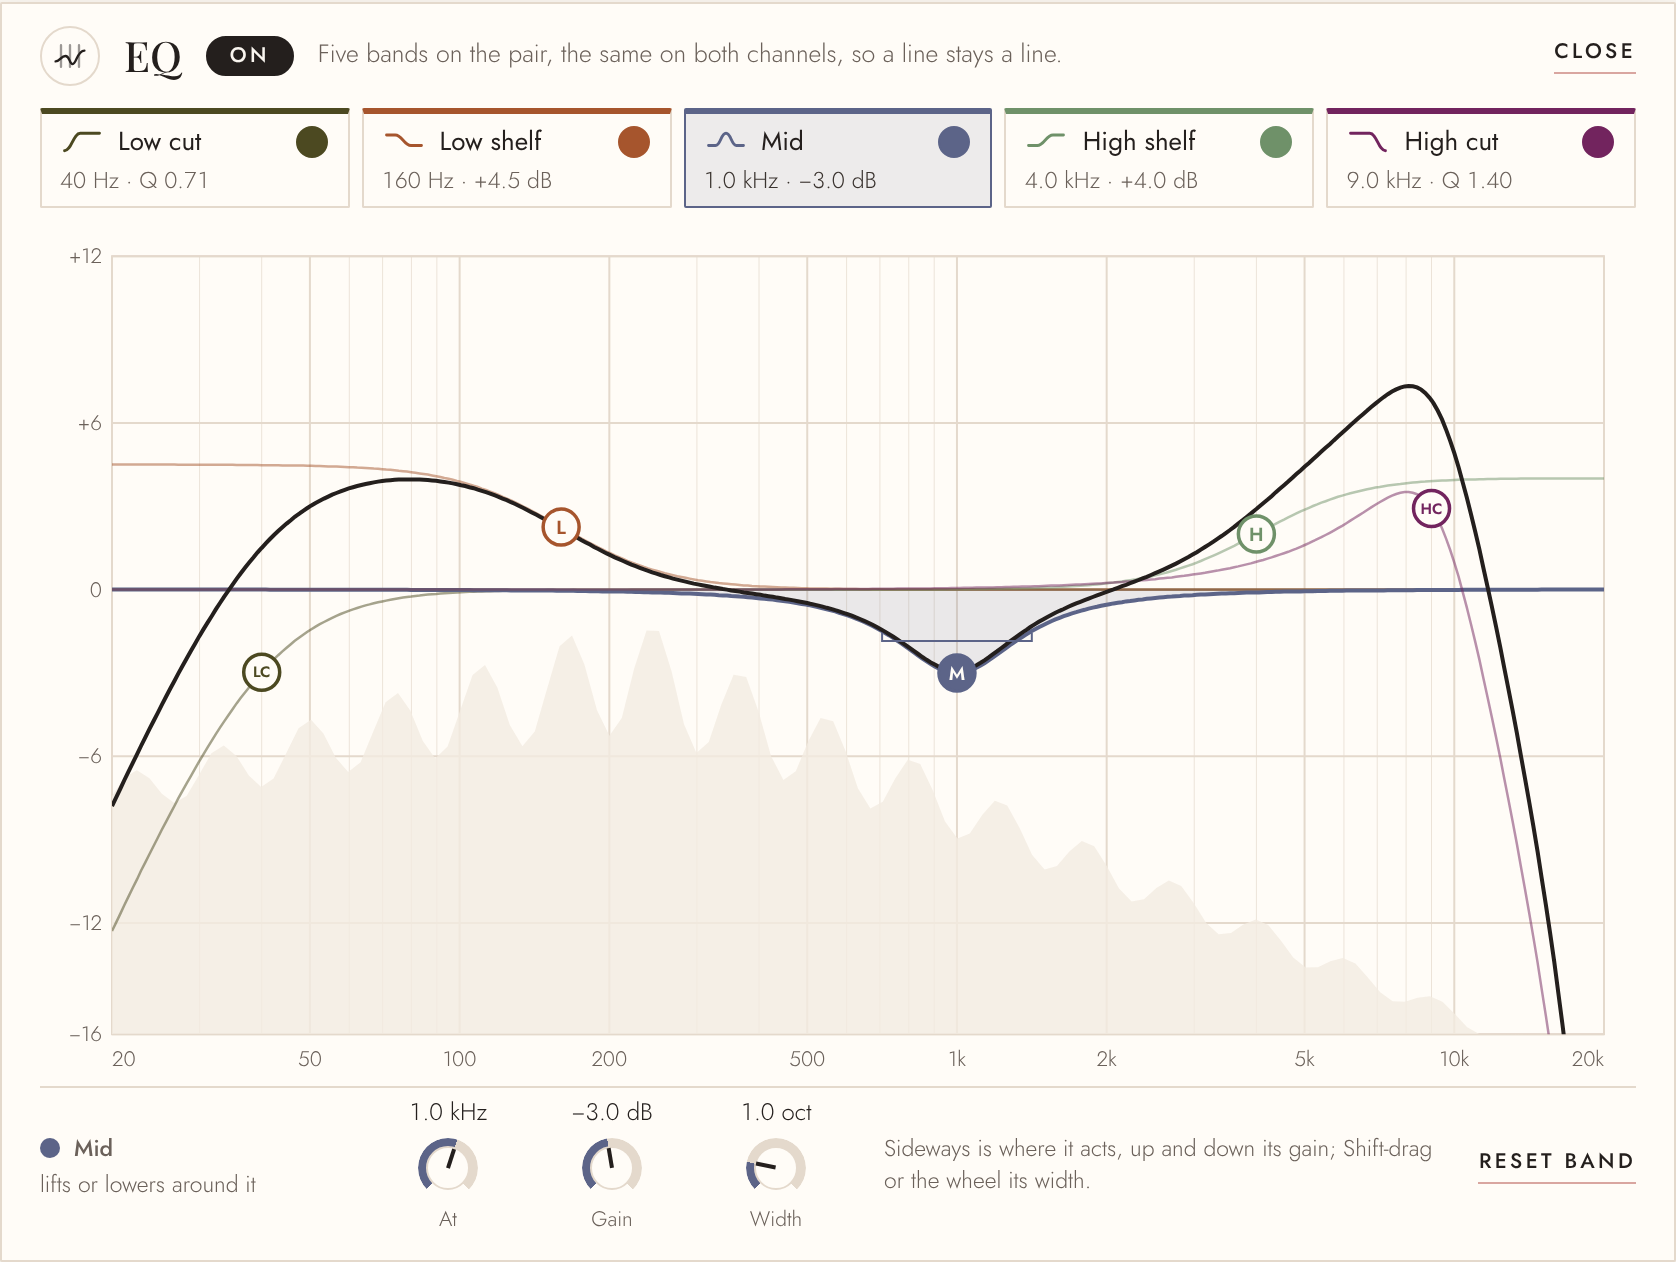 EQ ON Five bands on the pair, the same on both channels, so a line stays a line. CLOSE
Low cut
40 Hz · Q 0.71
Low shelf
160 Hz · +4.5 dB
Mid
1.0 kHz · −3.0 dB
High shelf
4.0 kHz · +4.0 dB
High cut
9.0 kHz · Q 1.40
+12
+6
0
−6
−12
−16
L
LC
M
H
HC
20 50 100 200 500 1k 2k 5k 10k 20k
Mid
lifts or lowers around it
1.0 kHz
At
−3.0 dB
Gain
1.0 oct
Width
Sideways is where it acts, up and down its gain; Shift-drag
or the wheel its width.
RESET BAND